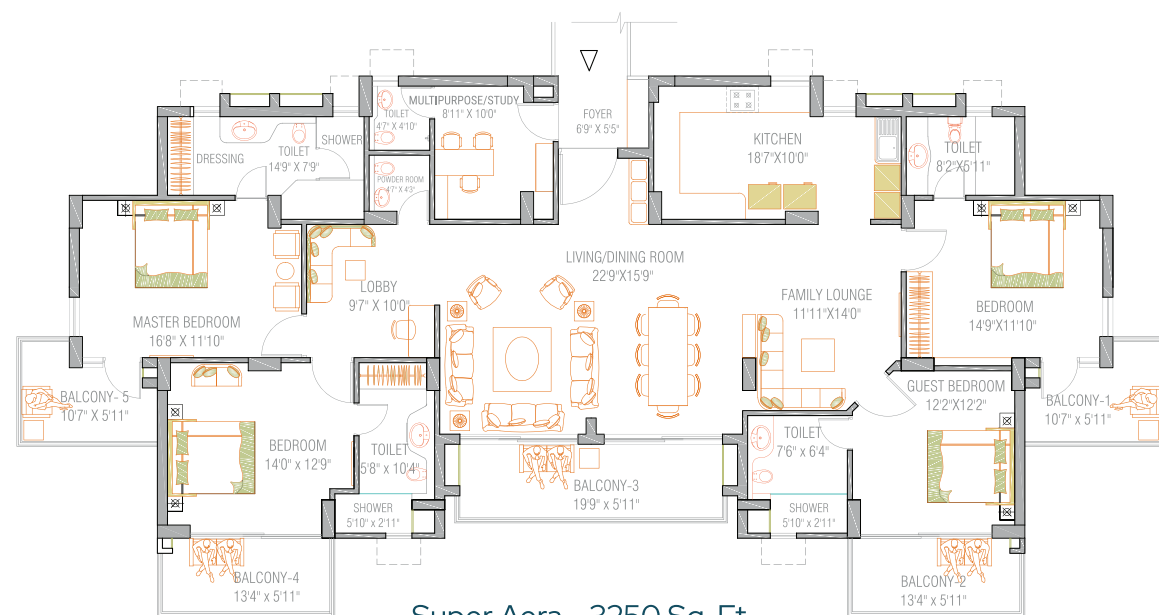 MULTIPURPOSE/STUDY
8'11" X 10'0"
TOILET
4'7" X 4'10"
FOYER
6'9" X 5'5"
KITCHEN
18'7"X10'0"
TOILET
8'2"X5'11"
DRESSING
TOILET
14'9" X 7'9"
SHOWER
POWDER ROOM
4'7" X 4'3"
LIVING/DINING ROOM
22'9"X15'9"
LOBBY
9'7" X 10'0"
FAMILY LOUNGE
11'11"X14'0"
BEDROOM
14'9"X11'10"
MASTER BEDROOM
16'8" X 11'10"
GUEST BEDROOM
12'2"X12'2"
BALCONY- 5
10'7" X 5'11"
BALCONY-1
10'7" x 5'11"
BEDROOM
14'0" x 12'9"
TOILET
5'8" x 10'4"
TOILET
7'6" x 6'4"
BALCONY-3
19'9" x 5'11"
SHOWER
5'10" x 2'11"
SHOWER
5'10" x 2'11"
BALCONY-4
13'4" x 5'11"
BALCONY-2
13'4" x 5'11"